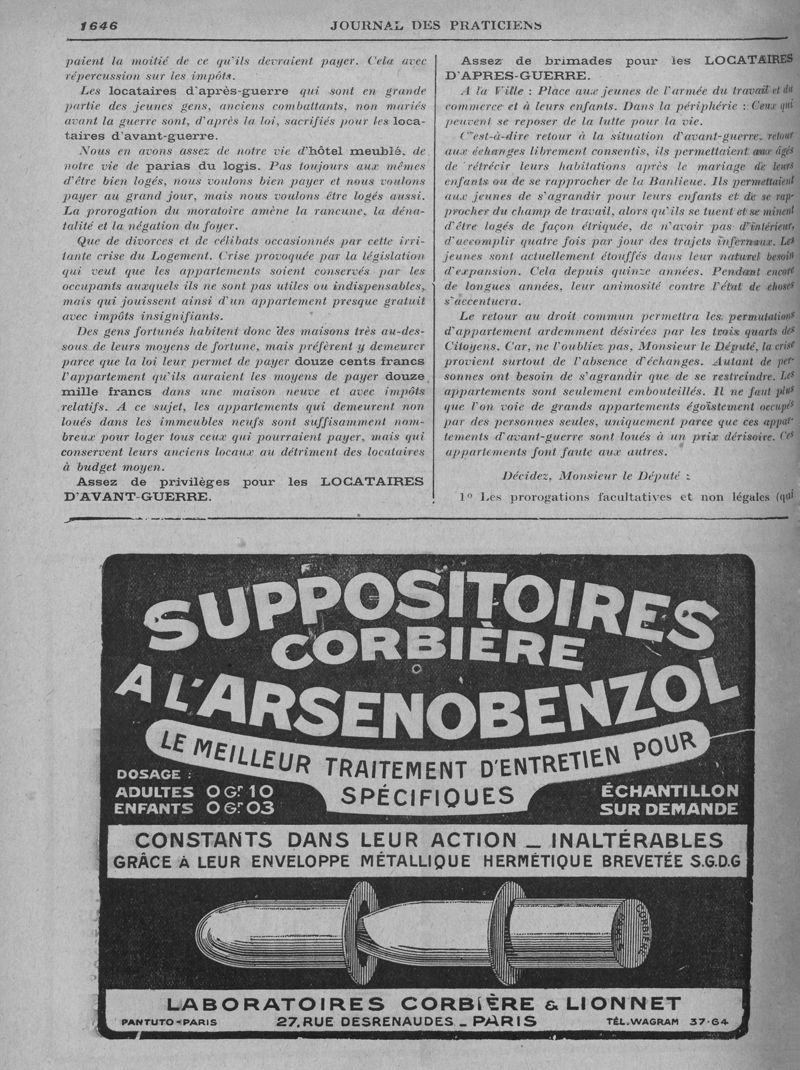 1646
JOURNAL DES PRATICIENS
paient la moitié de ce qu'ils devraient payer. Cela avec
répercussion sur les impôts.
Les locataires d'après-guerre qui sont en grande
partie des jeunes gens, anciens combattants, non mariés
avant la guerre sont, d'après la loi, sacrifiés pour les loca-
taires d'avant-guerre.
Nous en avons assez de notre vie d'hôtel meublé, de
notre vie de parias du logis. Pas toujours aux mêmes
d'être bien logés, nous voulons bien payer et nous voulons
payer au grand jour, mais nous voulons être logés aussi.
La prorogation du moratoire amène la rancune, la déna-
talité et la négation du foyer.
Que de divorces et de célibats occasionnés par cette irri-
tante crise du Logement. Crise provoquée par la législation
qui veut que les appartements soient conservés par les
occupants auxquels ils ne sont pas utiles ou indispensables,
mais qui jouissent ainsi d'un appartement presque gratuit
avec impôts insignifiants.
Des gens fortunés habitent donc des maisons très au-des-
sous de leurs moyens de fortune, mais préfèrent y demeurer
parce que la loi leur permet de payer douze cents francs
l'appartement qu'ils auraient les moyens de payer douze
mille francs dans une maison neuve et avec impôts
relatifs. A ce sujet, les appartements qui demeurent non
loués dans les immeubles neufs sont suffisamment nom-
breux pour loger tous ceux qui pourraient payer, mais qui
conservent leurs anciens locaux au détriment des locataires
à budget moyen.
Assez de privilèges pour les LOCATAIRES
D'AVANT-GUERRE.
Assez de brimades pour les LOCATAIRES
D'APRES-GUERRE.
A la Ville : Place aux jeunes de l'armée du travail et du
commerce et à leurs enfants. Dans la périphérie : Ceux qui
peuvent se reposer de la lutte pour la vie.
C'est-à-dire retour à la situation d'avant-guerre, retour
aux échanges librement consentis, ils permettaient aux âgés
de rétrécir leurs habitations après le mariage de leurs
enfants ou de se rapprocher de la Banlieue. Ils permettaient
aux jeunes de s'agrandir pour leurs enfants et de se rap-
procher du champ de travail, alors qu'ils se tuent et se minent
d'être logés de façon étriquée, de n'avoir pas d'intérieur,
d'accomplir quatre fois par jour des trajets infernaux. Les
jeunes sont actuellement étouffés dans leur naturel besoin
d'expansion. Cela depuis quinze années. Pendant encore
de longues années, leur animosité contre l'état de choses
s'accentuera.
Le retour au droit commun permettra les permutations
d'appartement ardemment désirées par les trois quarts des
Citoyens. Car, ne l'oubliez pas, Monsieur le Député, la crise
provient surtout de l'absence d'échanges. Autant de per-
sonnes ont besoin de s'agrandir que de se restreindre. Les
appartements sont seulement embouteillés. Il ne faut plus
que l'on voie de grands appartements égoïstement occupés
par des personnes seules, uniquement parce que ces appar-
tements d'avant-guerre sont loués à un prix dérisoire. Ces
appartements font faute aux autres.
Décidez, Monsieur le Député :
1º Les prorogations facultatives et non légales (qui
SUPPOSITOIRES
CORBIÈRE
A L'ARSENOBENZOL
LE MEILLEUR TRAITEMENT D'ENTRETIEN POUR
SPÉCIFIQUES
DOSAGE :
ADULTES 0 Gr 10
ENFANTS 0 Gr 03
ÉCHANTILLON
SUR DEMANDE
CONSTANTS DANS LEUR ACTION _ INALTÉRABLES
GRÂCE A LEUR ENVELOPPE MÉTALLIQUE HERMÉTIQUE BREVETÉE S.G.D.G
CORBIÈRE
PARIS
LABORATOIRES CORBIÈRE & LIONNET
PANTUTO-PARIS 27, RUE DESRENAUDES _ PARIS TÉL. WAGRAM 37-64